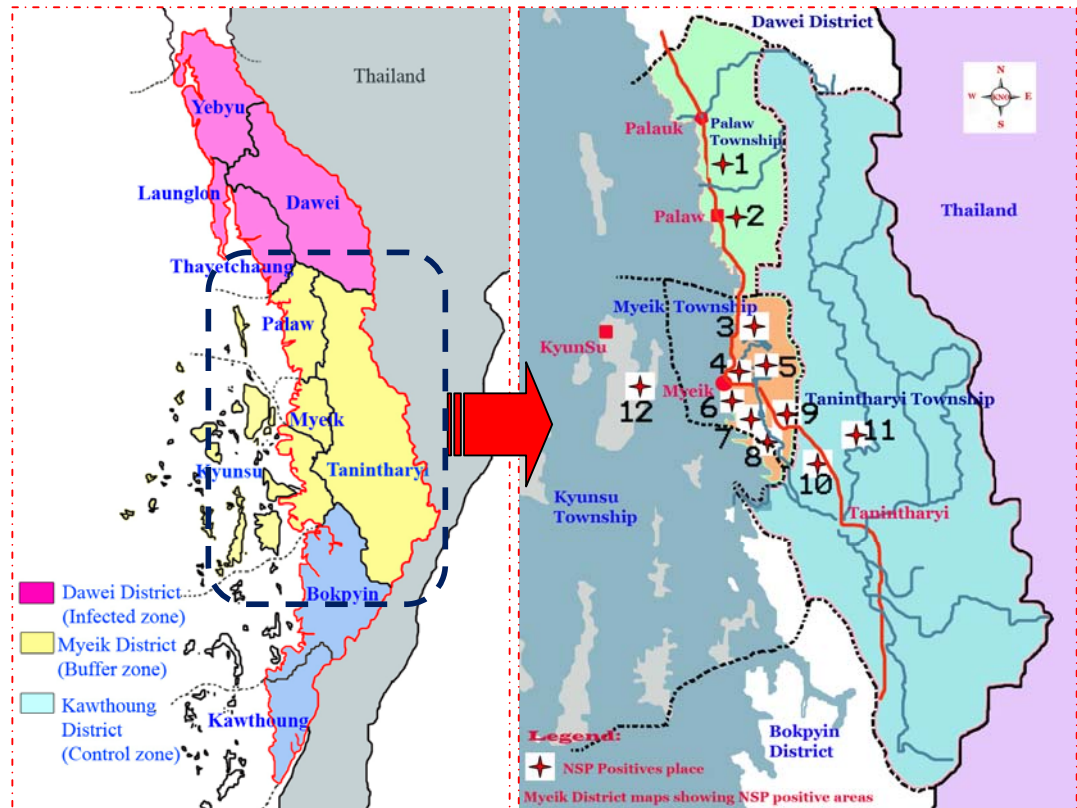 Thailand
Yebyu
Launglon
Dawei
Thayetchaung
Palaw
Myeik
Kyunsu
Tanintharyi
Bokpyin
Kawthoung
Dawei District
(Infected zone)
Myeik District
(Buffer zone)
Kawthoung
District
(Control zone)
Dawei District
N
W
KNO
E
S
Palauk
Palaw
Township
1
Palaw
2
Thailand
Myeik Township
3
KyunSu
4
5
Myeik
12
6
7
8
9
Tanintharyi Township
11
10
Kyunsu
Township
Tanintharyi
Bokpyin
District
Legend:
NSP Positives place
Myeik District maps showing NSP positive areas